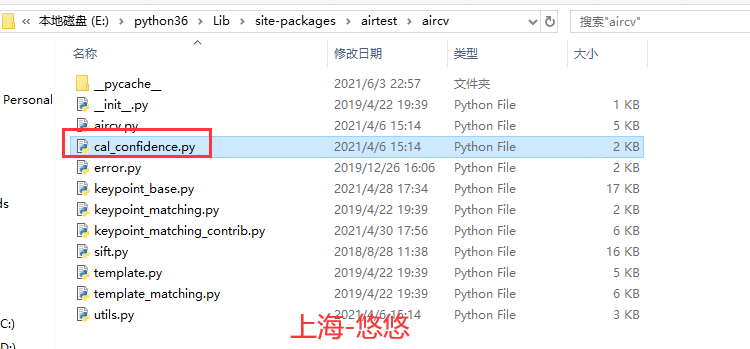 « 本地磁盘 (E:) › python36 › Lib › site-packages › airtest › aircv 搜索"aircv"
名称 修改日期 类型 大小
__pycache__ 2021/6/3 22:57 文件夹
Personal
__init__.py 2019/4/22 19:39 Python File 1 KB
aircv.py 2021/4/6 15:14 Python File 5 KB
cal_confidence.py 2021/4/6 15:14 Python File 2 KB
error.py 2019/12/26 16:06 Python File 2 KB
keypoint_base.py 2021/4/28 17:34 Python File 17 KB
ds
keypoint_matching.py 2019/4/22 19:39 Python File 2 KB
keypoint_matching_contrib.py 2021/4/30 17:56 Python File 6 KB
sift.py 2018/8/28 11:38 Python File 16 KB
template.py 2019/4/22 19:39 Python File 5 KB
template_matching.py 2019/4/22 19:39 Python File 6 KB
utils.py 2021/4/6 15:14 Python File 3 KB
上海-悠悠
C:)
D:)